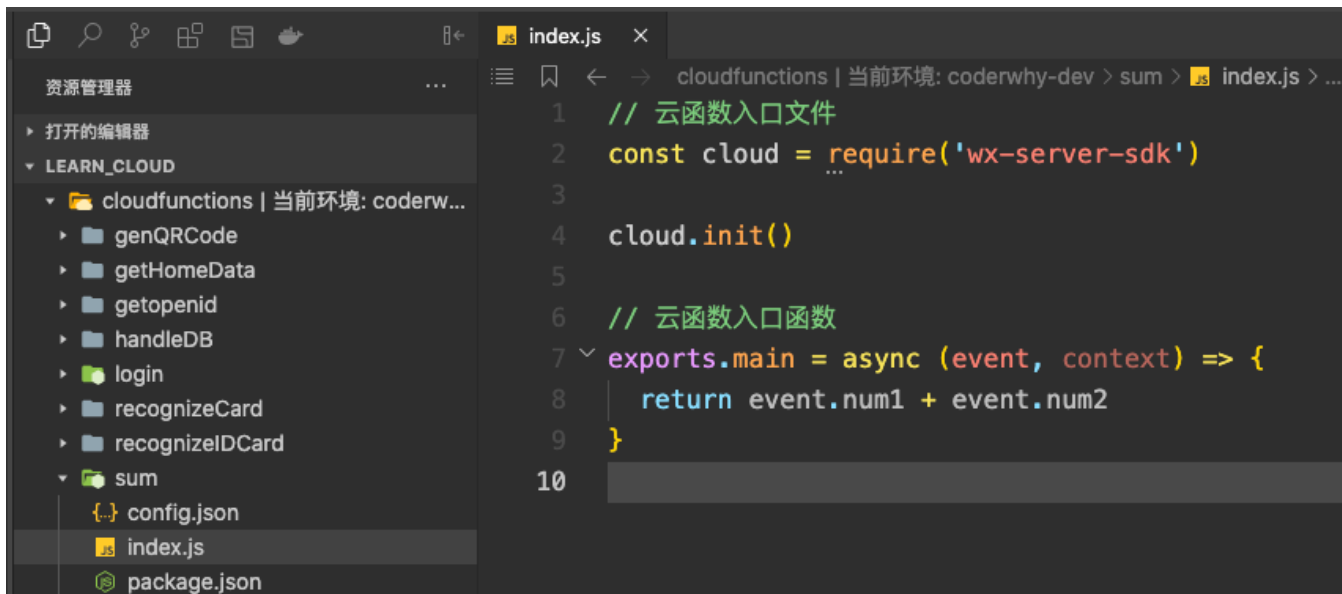 index.js
资源管理器
cloudfunctions | 当前环境: coderwhy-dev > sum > index.js > ...
打开的编辑器
LEARN_CLOUD
cloudfunctions | 当前环境: coderw...
genQRCode
getHomeData
getopenid
handleDB
login
recognizeCard
recognizeIDCard
sum
config.json
index.js
package.json
1 // 云函数入口文件
2 const cloud = require('wx-server-sdk')
3
4 cloud.init()
5
6 // 云函数入口函数
7 exports.main = async (event, context) => {
8 return event.num1 + event.num2
9 }
10